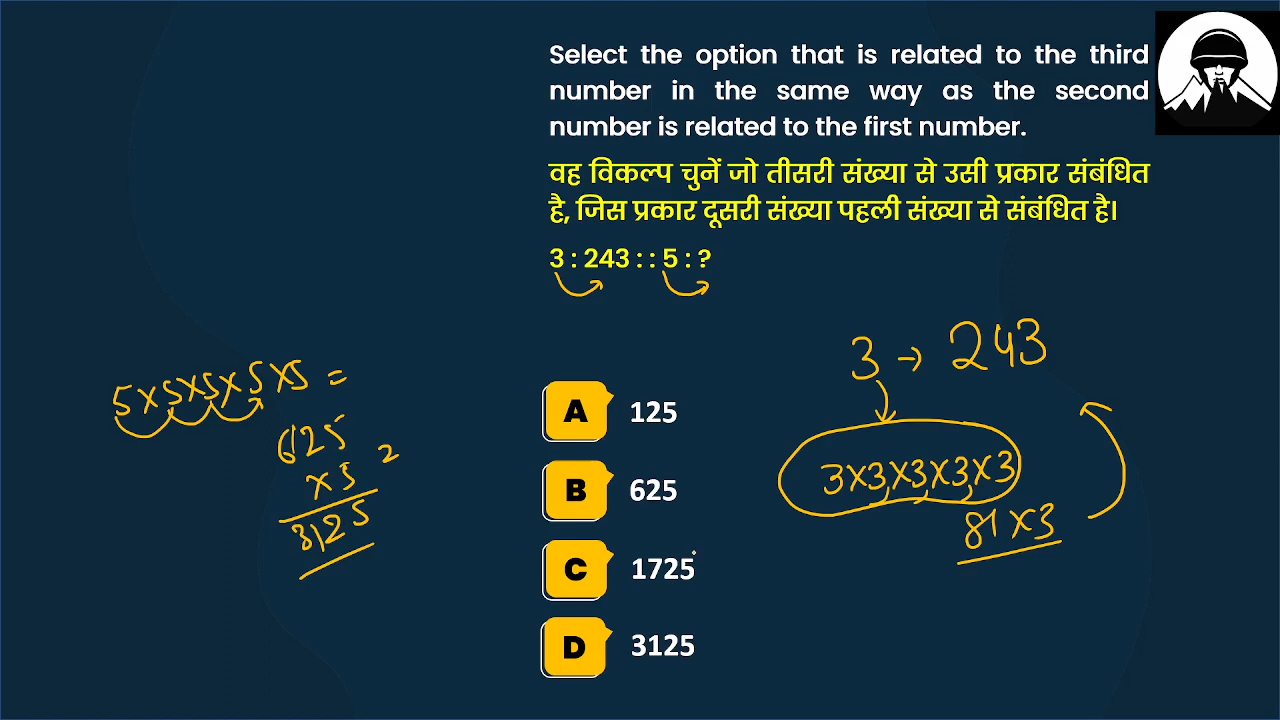 Select the option that is related to the third
number in the same way as the second
number is related to the first number.
वह विकल्प चुनें जो तीसरी संख्या से उसी प्रकार संबंधित
है, जिस प्रकार दूसरी संख्या पहली संख्या से संबंधित है।
3 : 243 : : 5 : ?
3 → 243
3×3×3×3×3
81×3
5×5×5×5×5 =
625
×5 2
3125
A 125
B 625
C 1725
D 3125